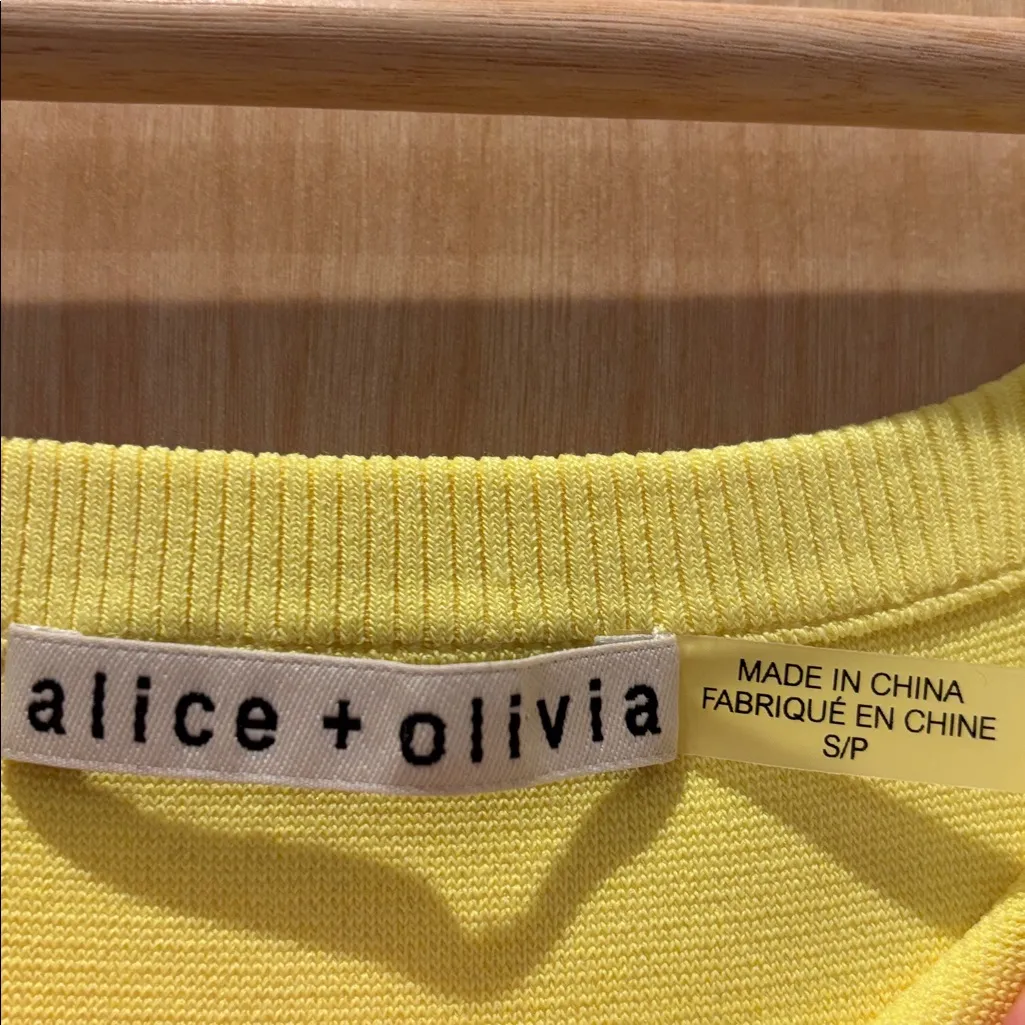 alice + olivia
MADE IN CHINA
FABRIQUÉ EN CHINE
S/P